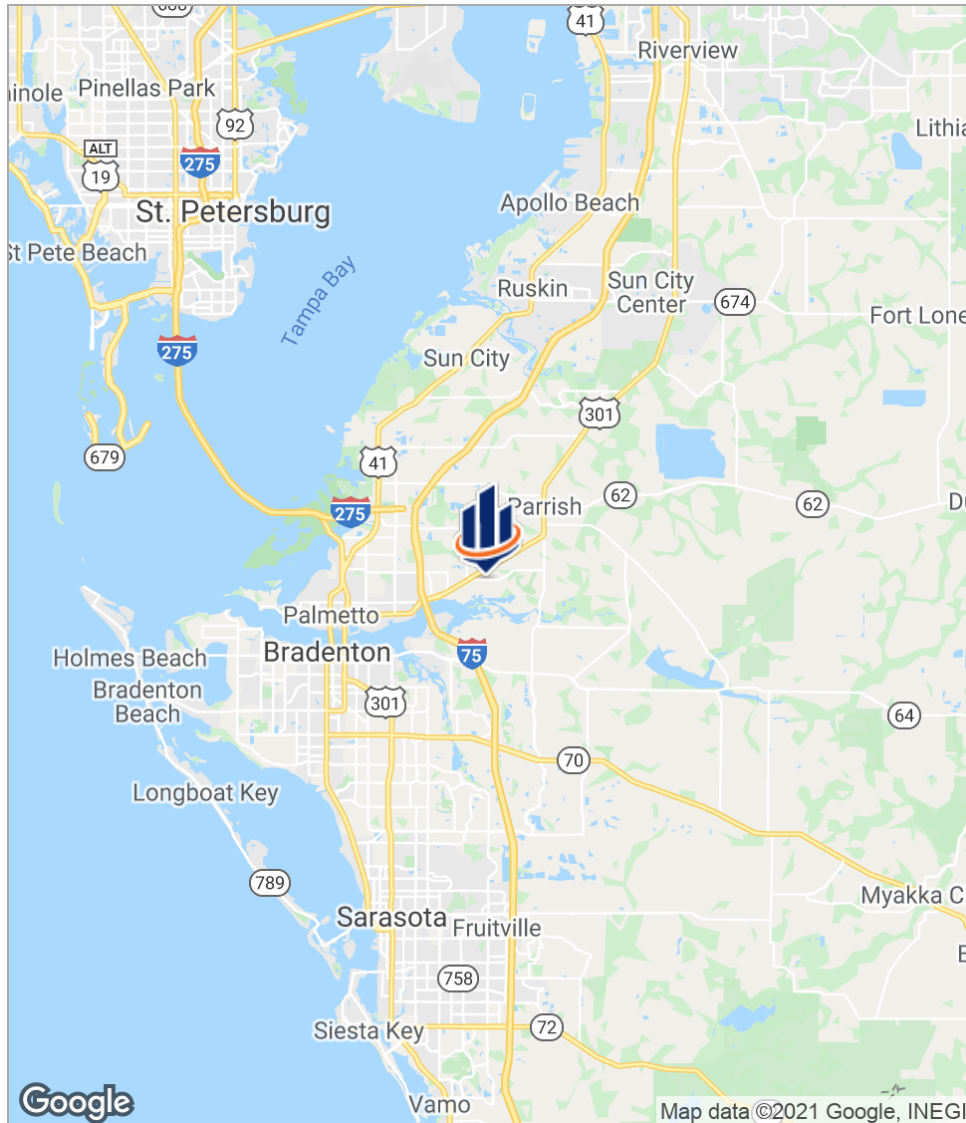 41
Riverview
Pinellas Park
inole
92
Lithia
ALT
19
275
St. Petersburg
Apollo Beach
St Pete Beach
Tampa Bay
Ruskin
Sun City
Center
674
Fort Lone
275
Sun City
301
679
41
62
Parrish
62
Du
275
Palmetto
Bradenton
75
Holmes Beach
Bradenton
Beach
301
64
70
Longboat Key
789
Myakka C
Sarasota
Fruitville
E
758
Siesta Key
72
Vamo
Google
Map data ©2021 Google, INEGI